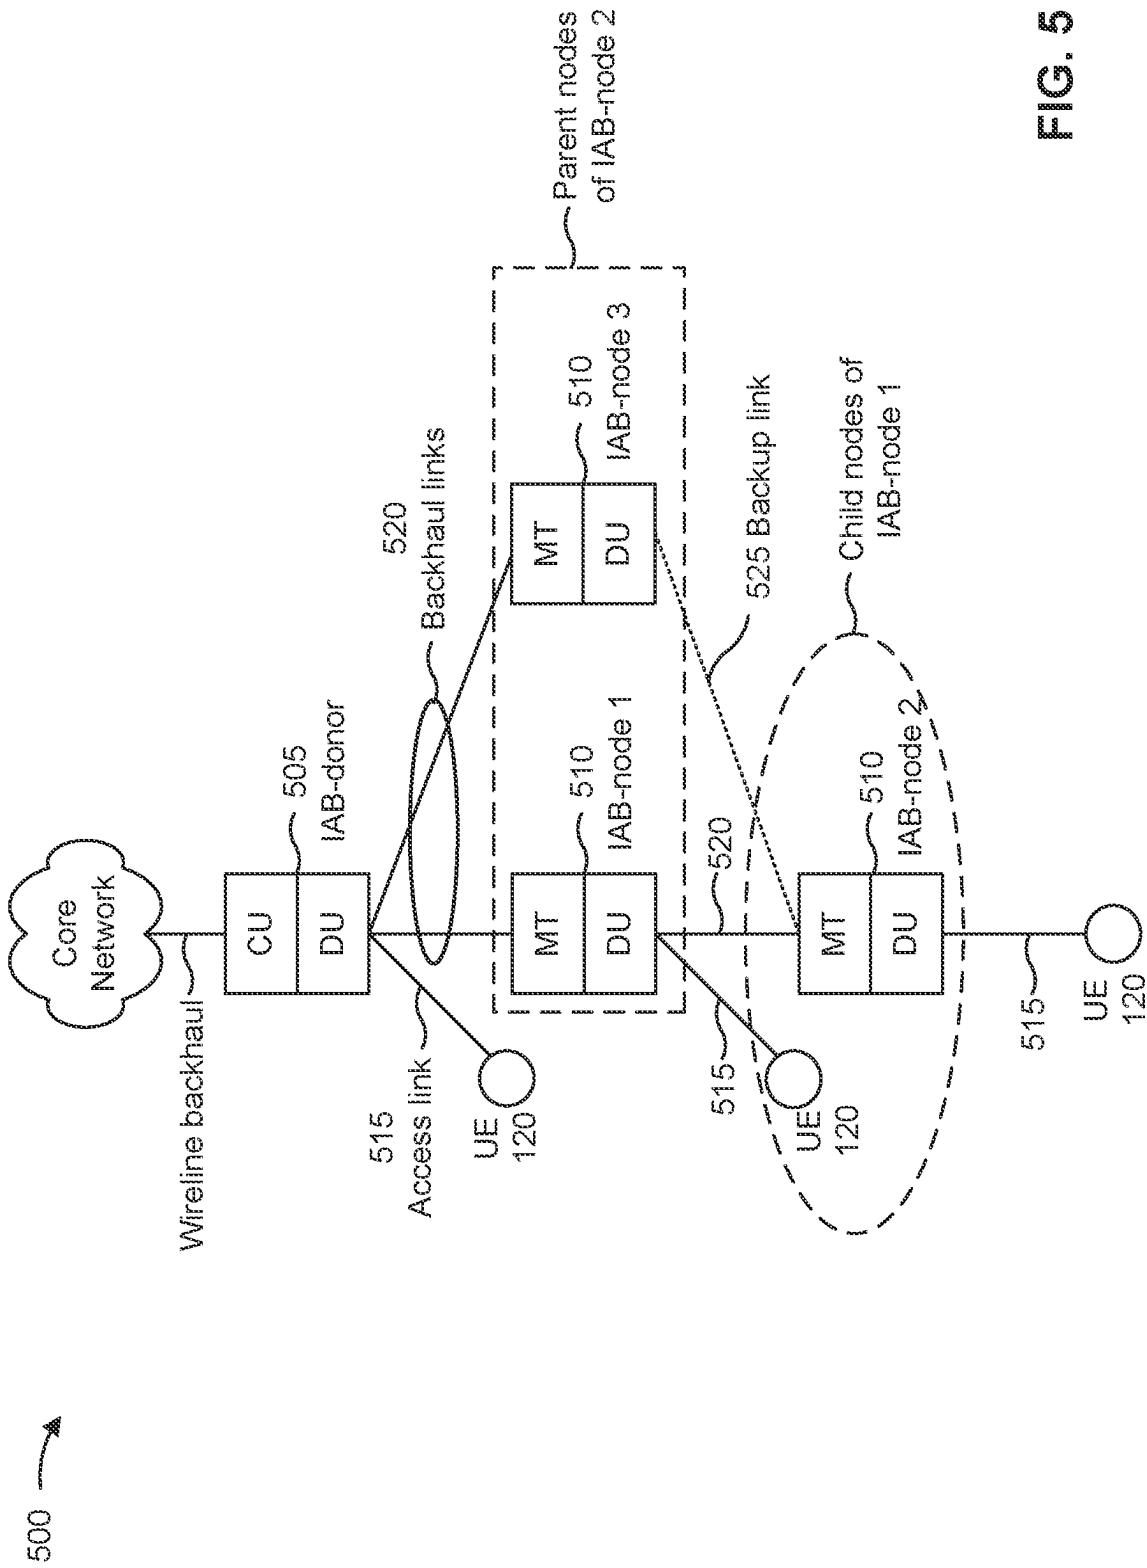 500
Core
Network
Wireline backhaul
CU
DU
505
IAB-donor
515
Access link
UE
120
520
Backhaul links
MT
DU
510
IAB-node 1
MT
DU
510
IAB-node 3
Parent nodes
of IAB-node 2
515
UE
120
520
525 Backup link
MT
DU
510
IAB-node 2
Child nodes of
IAB-node 1
515
UE
120
FIG. 5